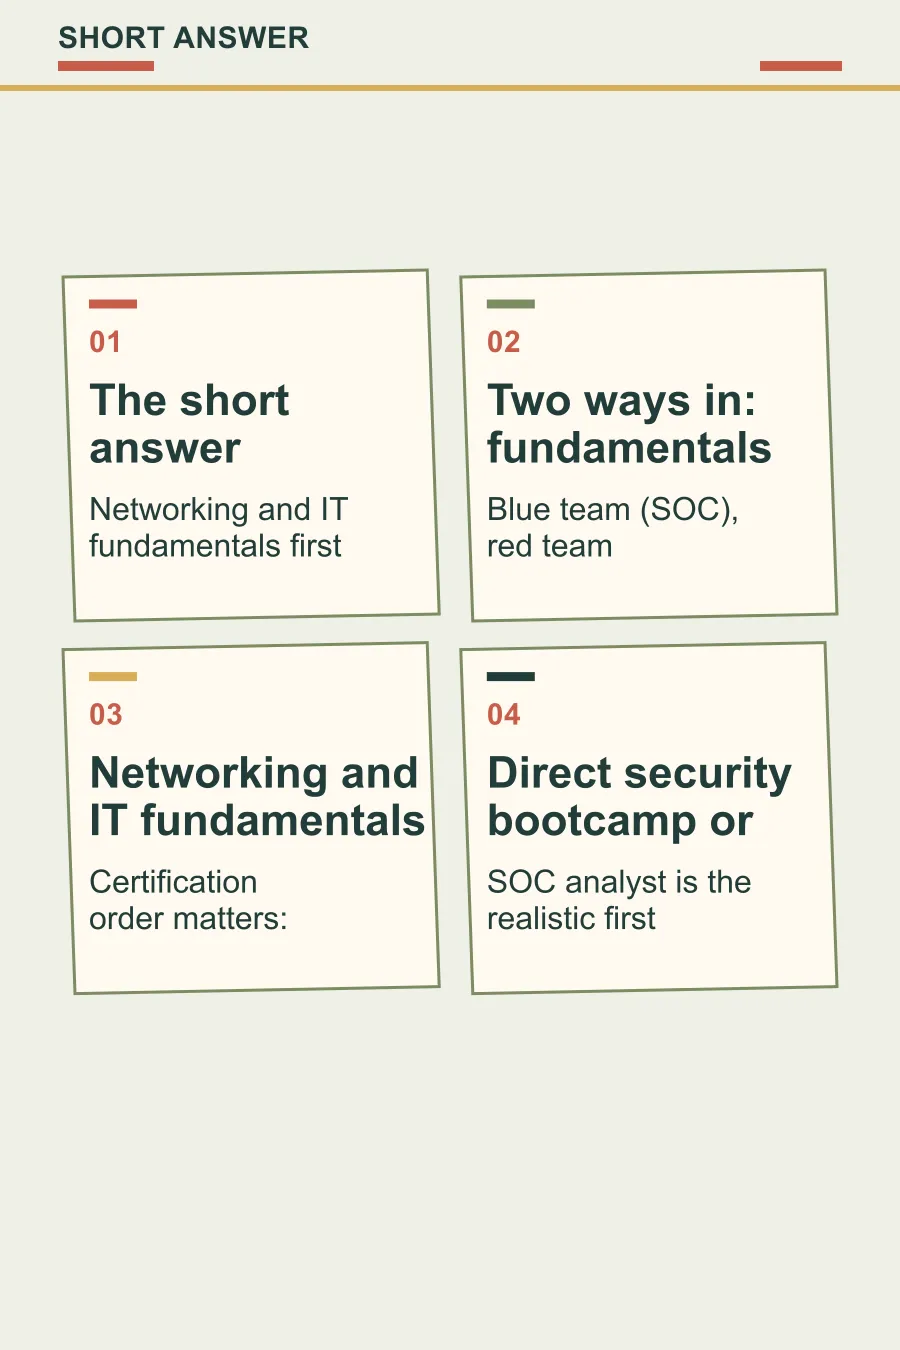 SHORT ANSWER
01
The short
answer
Networking and IT
fundamentals first
02
Two ways in:
fundamentals
Blue team (SOC),
red team
03
Networking and
IT fundamentals
Certification
order matters:
04
Direct security
bootcamp or
SOC analyst is the
realistic first